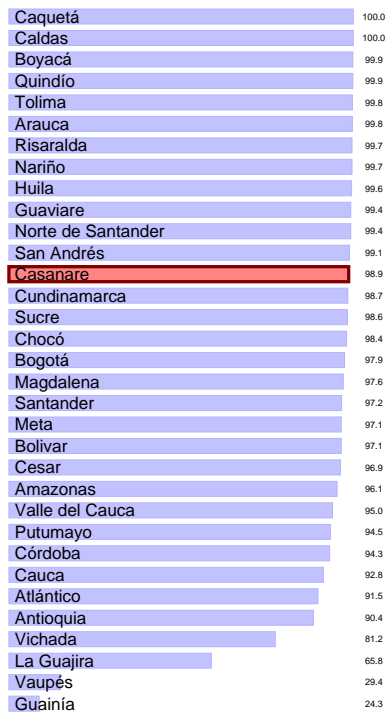 Caquetá 100.0
Caldas 100.0
Boyacá 99.9
Quindío 99.9
Tolima 99.8
Arauca 99.8
Risaralda 99.7
Nariño 99.7
Huila 99.6
Guaviare 99.4
Norte de Santander 99.4
San Andrés 99.1
Casanare 98.9
Cundinamarca 98.7
Sucre 98.6
Chocó 98.4
Bogotá 97.9
Magdalena 97.6
Santander 97.2
Meta 97.1
Bolivar 97.1
Cesar 96.9
Amazonas 96.1
Valle del Cauca 95.0
Putumayo 94.5
Córdoba 94.3
Cauca 92.8
Atlántico 91.5
Antioquia 90.4
Vichada 81.2
La Guajira 65.8
Vaupés 29.4
Guainía 24.3